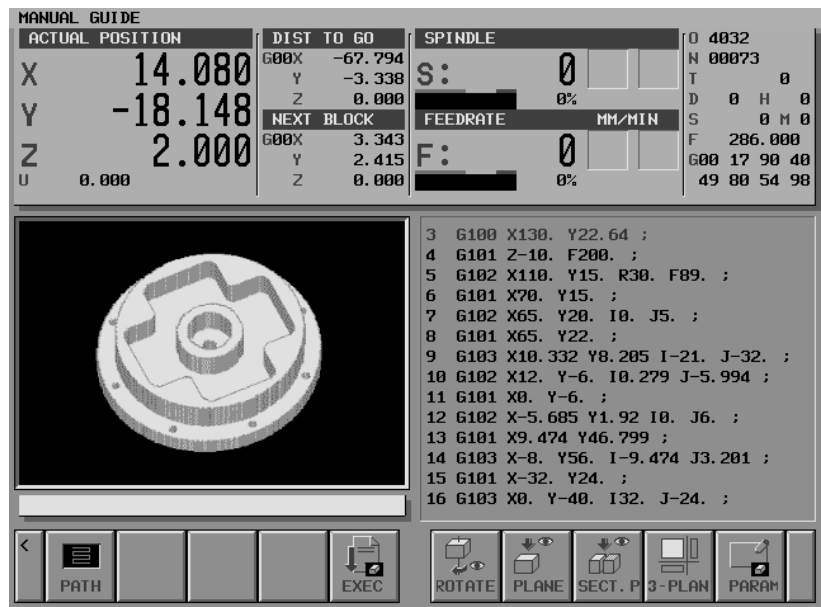 MANUAL GUIDE
ACTUAL POSITION
X 14.080
Y -18.148
Z 2.000
U 0.000
DIST TO GO
G00X -67.794
Y -3.338
Z 0.000
NEXT BLOCK
G00X 3.343
Y 2.415
Z 0.000
SPINDLE
S: 0
0%
FEEDRATE MM/MIN
F: 0
0%
O 4032
N 00073
T 0
D 0 H 0
S 0 M 0
F 286.000
G00 17 90 40
49 80 54 98
3 G100 X130. Y22.64 ;
4 G101 Z-10. F200. ;
5 G102 X110. Y15. R30. F89. ;
6 G101 X70. Y15. ;
7 G102 X65. Y20. I0. J5. ;
8 G101 X65. Y22. ;
9 G103 X10.332 Y8.205 I-21. J-32. ;
10 G102 X12. Y-6. I0.279 J-5.994 ;
11 G101 X0. Y-6. ;
12 G102 X-5.685 Y1.92 I0. J6. ;
13 G101 X9.474 Y46.799 ;
14 G103 X-8. Y56. I-9.474 J3.201 ;
15 G101 X-32. Y24. ;
16 G103 X0. Y-40. I32. J-24. ;
<
PATH
EXEC
ROTATE
PLANE
SECT.P
3-PLAN
PARAM